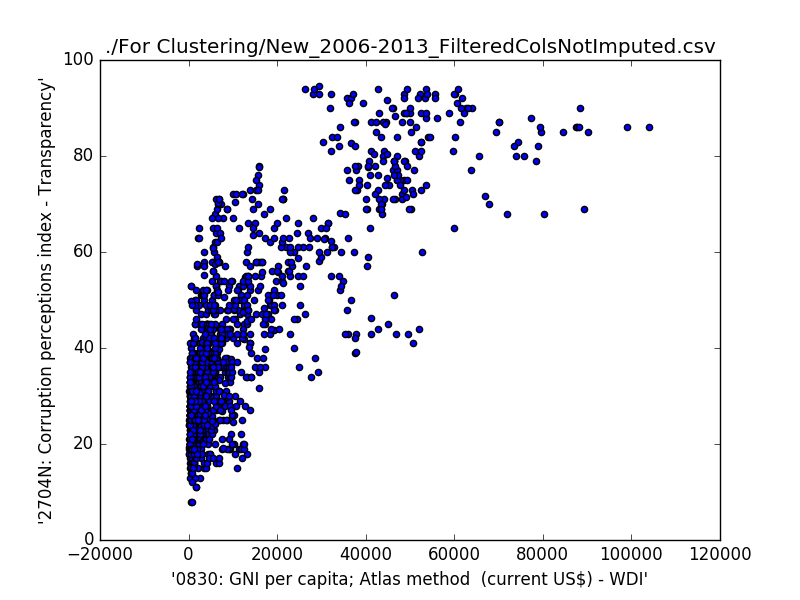 ./For Clustering/New_2006-2013_FilteredColsNotImputed.csv
100
80
60
40
20
0
'2704N: Corruption perceptions index - Transparency'
−20000 0 20000 40000 60000 80000 100000 120000
'0830: GNI per capita; Atlas method  (current US$) - WDI'